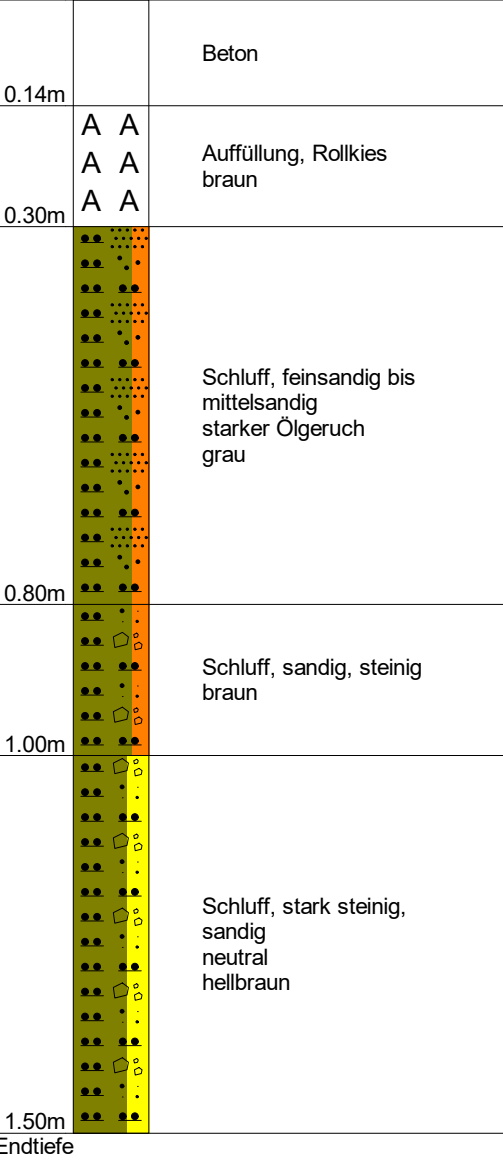 Beton
0.14m
A A
A A
A A
Auffüllung, Rollkies
braun
0.30m
Schluff, feinsandig bis
mittelsandig
starker Ölgeruch
grau
0.80m
Schluff, sandig, steinig
braun
1.00m
Schluff, stark steinig,
sandig
neutral
hellbraun
1.50m
Endtiefe